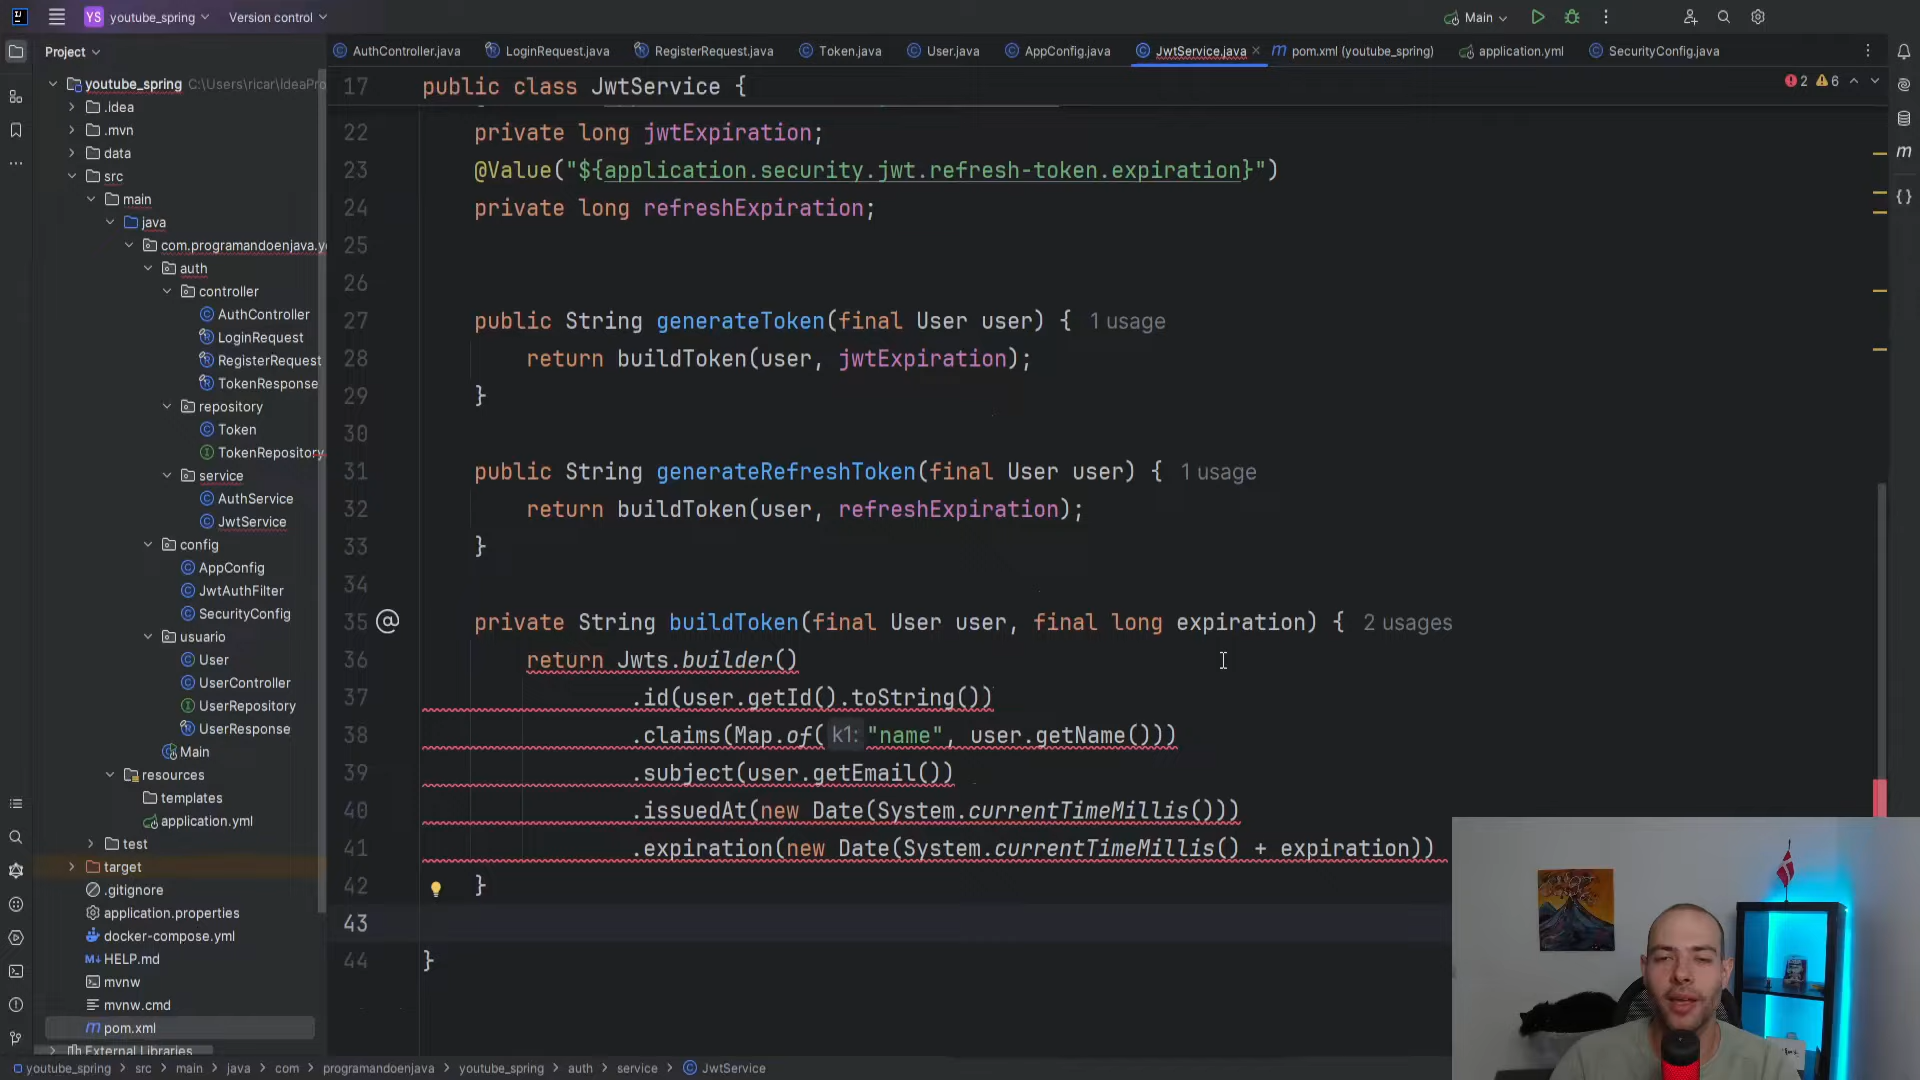 YS youtube_spring
Version control
Main
Project
AuthController.java
LoginRequest.java
RegisterRequest.java
Token.java
User.java
AppConfig.java
JwtService.java
pom.xml (youtube_spring)
application.yml
SecurityConfig.java
youtube_spring C:\Users\ricar\IdeaPro
.idea
.mvn
data
src
main
java
com.programandoenjava.y
auth
controller
AuthController
LoginRequest
RegisterRequest
TokenResponse
repository
Token
TokenRepository
service
AuthService
JwtService
config
AppConfig
JwtAuthFilter
SecurityConfig
usuario
User
UserController
UserRepository
UserResponse
Main
resources
templates
application.yml
test
target
.gitignore
application.properties
docker-compose.yml
HELP.md
mvnw
mvnw.cmd
pom.xml
External Libraries
2 6
17 public class JwtService {
22 private long jwtExpiration;
23 @Value("${application.security.jwt.refresh-token.expiration}")
24 private long refreshExpiration;
25
26
27 public String generateToken(final User user) { 1 usage
28 return buildToken(user, jwtExpiration);
29 }
30
31 public String generateRefreshToken(final User user) { 1 usage
32 return buildToken(user, refreshExpiration);
33 }
34
35 private String buildToken(final User user, final long expiration) { 2 usages
36 return Jwts.builder()
37 .id(user.getId().toString())
38 .claims(Map.of( k1: "name", user.getName()))
39 .subject(user.getEmail())
40 .issuedAt(new Date(System.currentTimeMillis()))
41 .expiration(new Date(System.currentTimeMillis() + expiration))
42 }
43
44 }
youtube_spring > src > main > java > com > programandoenjava > youtube_spring > auth > service > JwtService